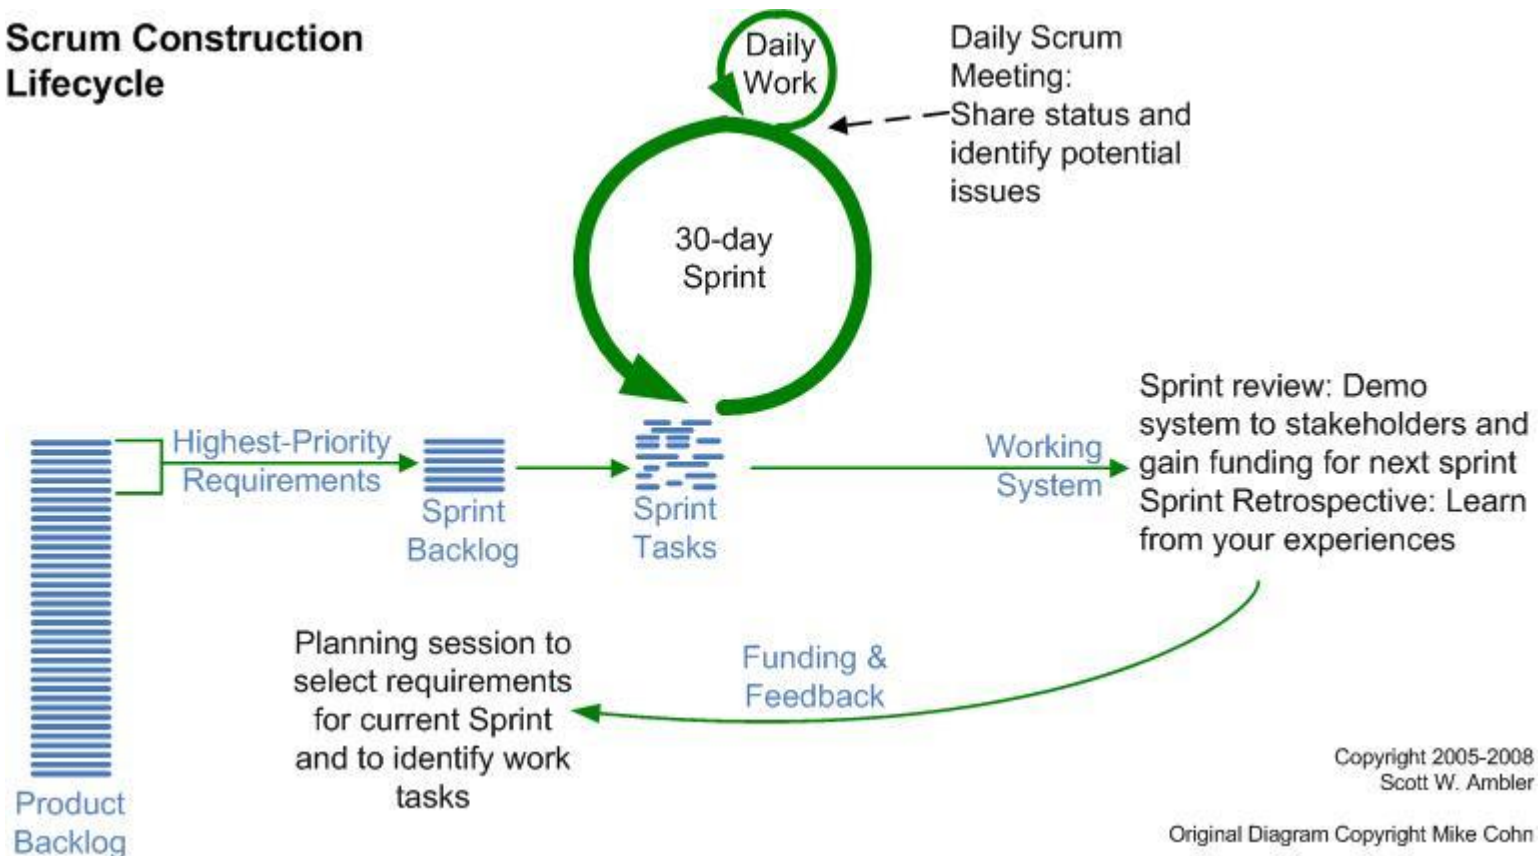 Scrum Construction
Lifecycle
Daily
Work
Daily Scrum
Meeting:
Share status and
identify potential
issues
30-day
Sprint
Highest-Priority
Requirements
Sprint
Backlog
Sprint
Tasks
Working
System
Sprint review: Demo
system to stakeholders and
gain funding for next sprint
Sprint Retrospective: Learn
from your experiences
Planning session to
select requirements
for current Sprint
and to identify work
tasks
Funding &
Feedback
Product
Backlog
Copyright 2005-2008
Scott W. Ambler
Original Diagram Copyright Mike Cohn